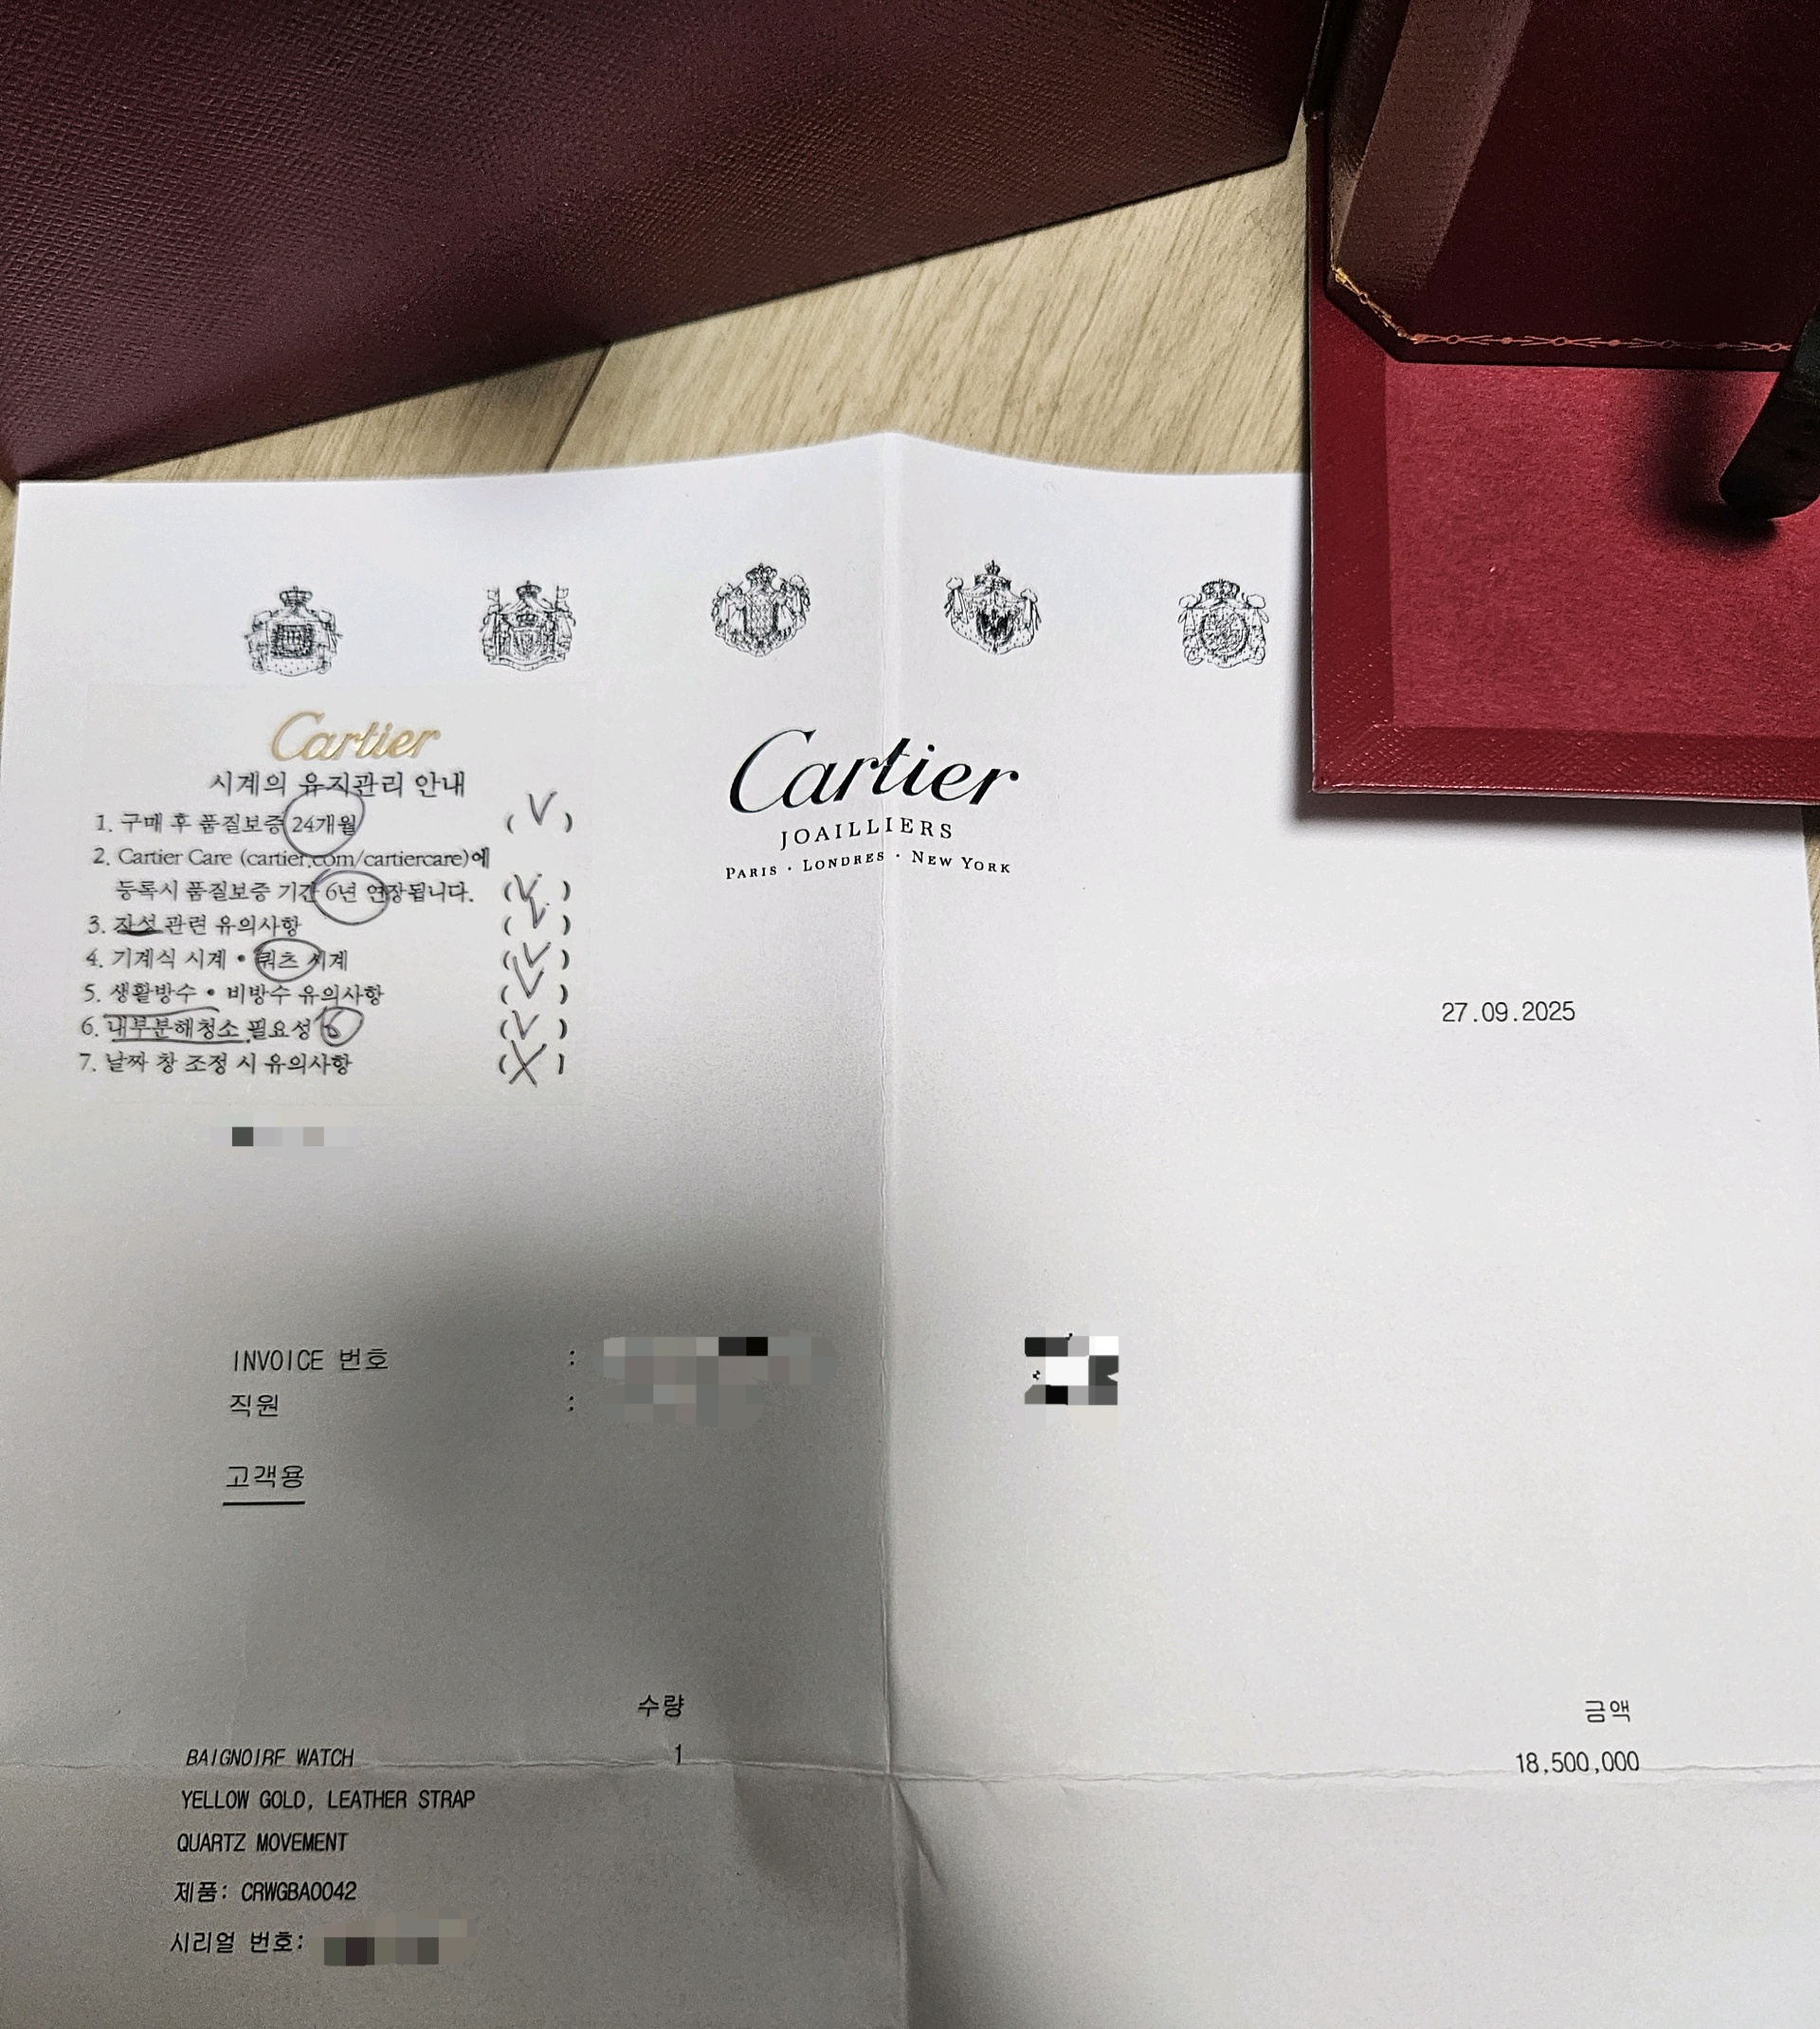 Cartier
시계의 유지관리 안내
1. 구매 후 품질보증 24개월 ( V )
2. Cartier Care (cartier.com/cartiercare)에
등록시 품질보증 기간 6년 연장됩니다. ( V )
3. 자성 관련 유의사항 ( V )
4. 기계식 시계 • 쿼츠 시계 ( V )
5. 생활방수 • 비방수 유의사항 ( V )
6. 내부분해청소 필요성 ( V )
7. 날짜 창 조정 시 유의사항 ( X )
Cartier
JOAILLIERS
PARIS · LONDRES · NEW YORK
27.09.2025
INVOICE 번호 :
직원 :
고객용
수량 금액
BAIGNOIRE WATCH 1 18,500,000
YELLOW GOLD, LEATHER STRAP
QUARTZ MOVEMENT
제품: CRWGBA0042
시리얼 번호: